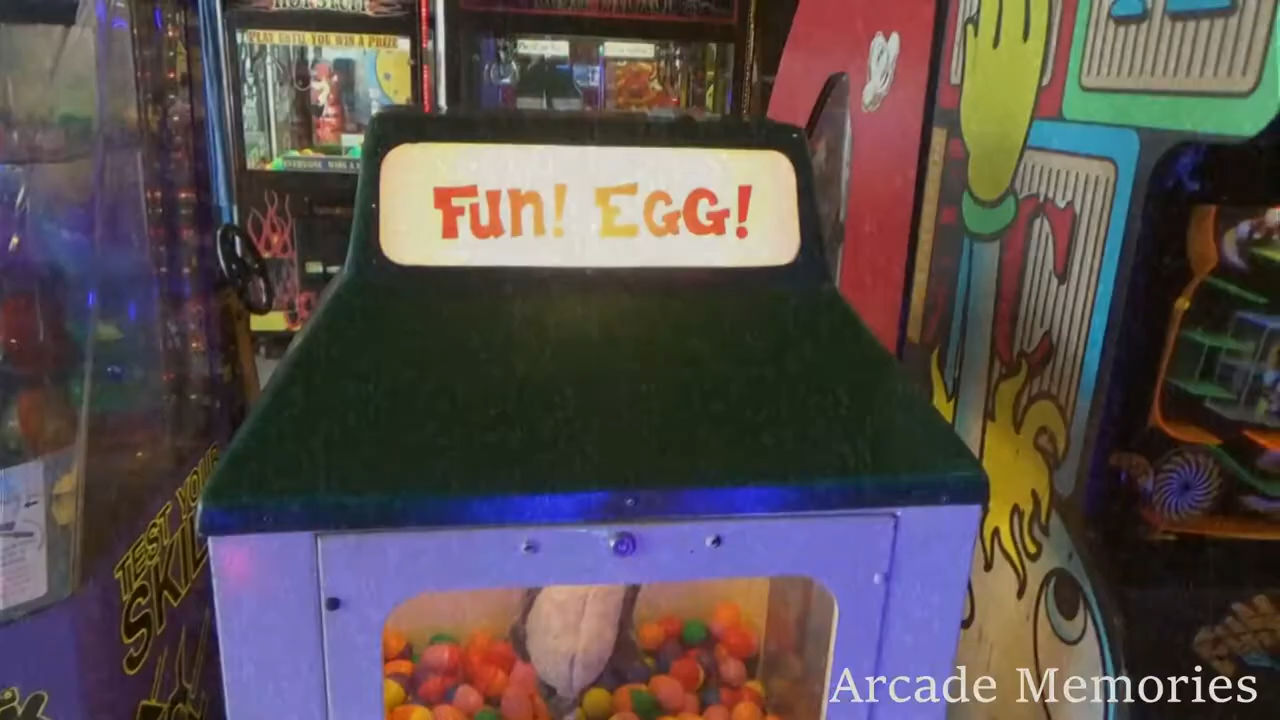 PLAY UNTIL YOU WIN A PRIZE
Fun! EGG!
TEST YOUR
SKILL
Arcade Memories